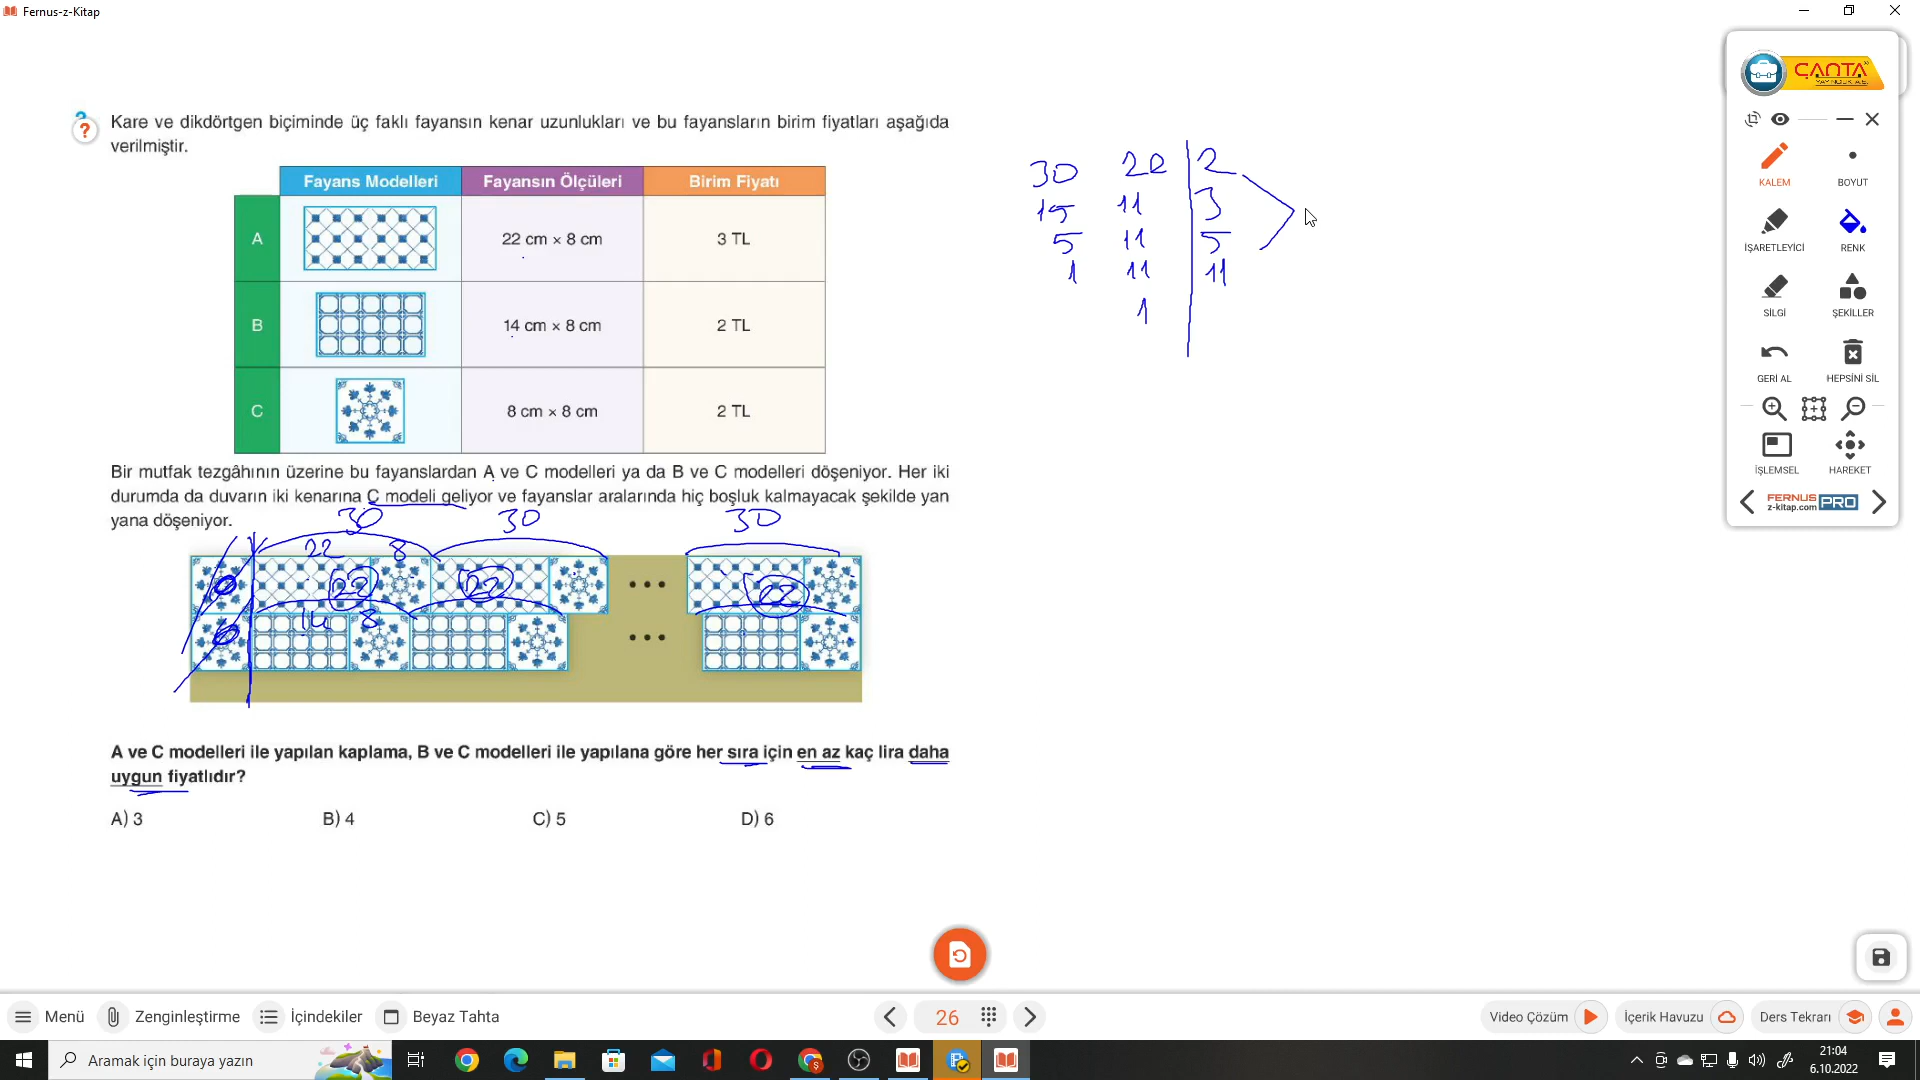 Fernus-z-Kitap
Kare ve dikdörtgen biçiminde üç faklı fayansın kenar uzunlukları ve bu fayansların birim fiyatları aşağıda
verilmiştir.
Fayans Modelleri Fayansın Ölçüleri Birim Fiyatı
A 22 cm × 8 cm 3 TL
B 14 cm × 8 cm 2 TL
C 8 cm × 8 cm 2 TL
Bir mutfak tezgâhının üzerine bu fayanslardan A ve C modelleri ya da B ve C modelleri döşeniyor. Her iki
durumda da duvarın iki kenarına C modeli geliyor ve fayanslar aralarında hiç boşluk kalmayacak şekilde yan
yana döşeniyor.
30 30 30
22 8
22 22 22
14 8
A ve C modelleri ile yapılan kaplama, B ve C modelleri ile yapılana göre her sıra için en az kaç lira daha
uygun fiyatlıdır?
A) 3 B) 4 C) 5 D) 6
30 22 2
15 11 3
5 11 5
1 11 11
1
ÇANTA
YAYINCILIK A.Ş.
KALEM BOYUT
İŞARETLEYİCİ RENK
SİLGİ ŞEKİLLER
GERİ AL HEPSİNİ SİL
İŞLEMSEL HAREKET
FERNUS
z-kitap.com PRO
Menü Zenginleştirme İçindekiler Beyaz Tahta 26 Video Çözüm İçerik Havuzu Ders Tekrarı
Aramak için buraya yazın
21:04
6.10.2022